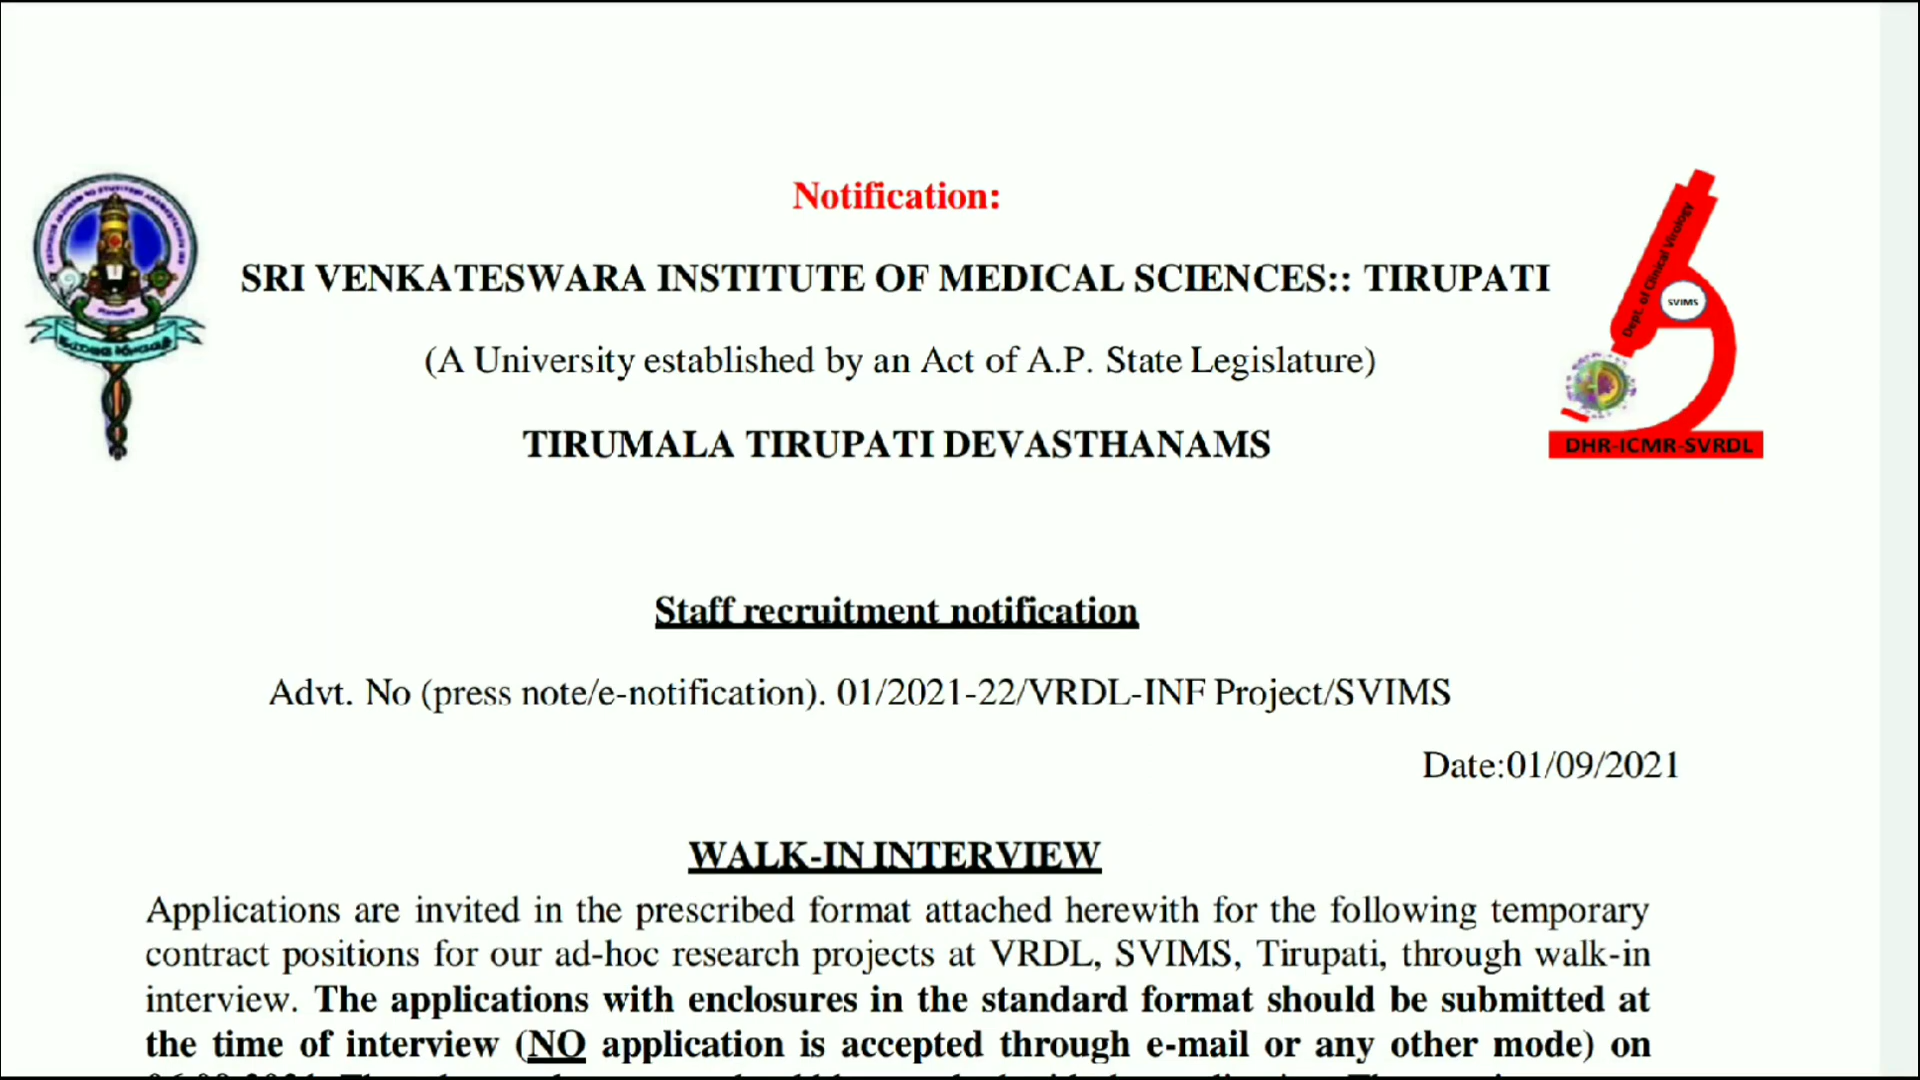 Notification:
SRI VENKATESWARA INSTITUTE OF MEDICAL SCIENCES:: TIRUPATI
(A University established by an Act of A.P. State Legislature)
TIRUMALA TIRUPATI DEVASTHANAMS
Dept. of Clinical Virology
SVIMS
DHR-ICMR-SVRDL
Staff recruitment notification
Advt. No (press note/e-notification). 01/2021-22/VRDL-INF Project/SVIMS
Date:01/09/2021
WALK-IN INTERVIEW
Applications are invited in the prescribed format attached herewith for the following temporary
contract positions for our ad-hoc research projects at VRDL, SVIMS, Tirupati, through walk-in
interview. The applications with enclosures in the standard format should be submitted at
the time of interview (NO application is accepted through e-mail or any other mode) on